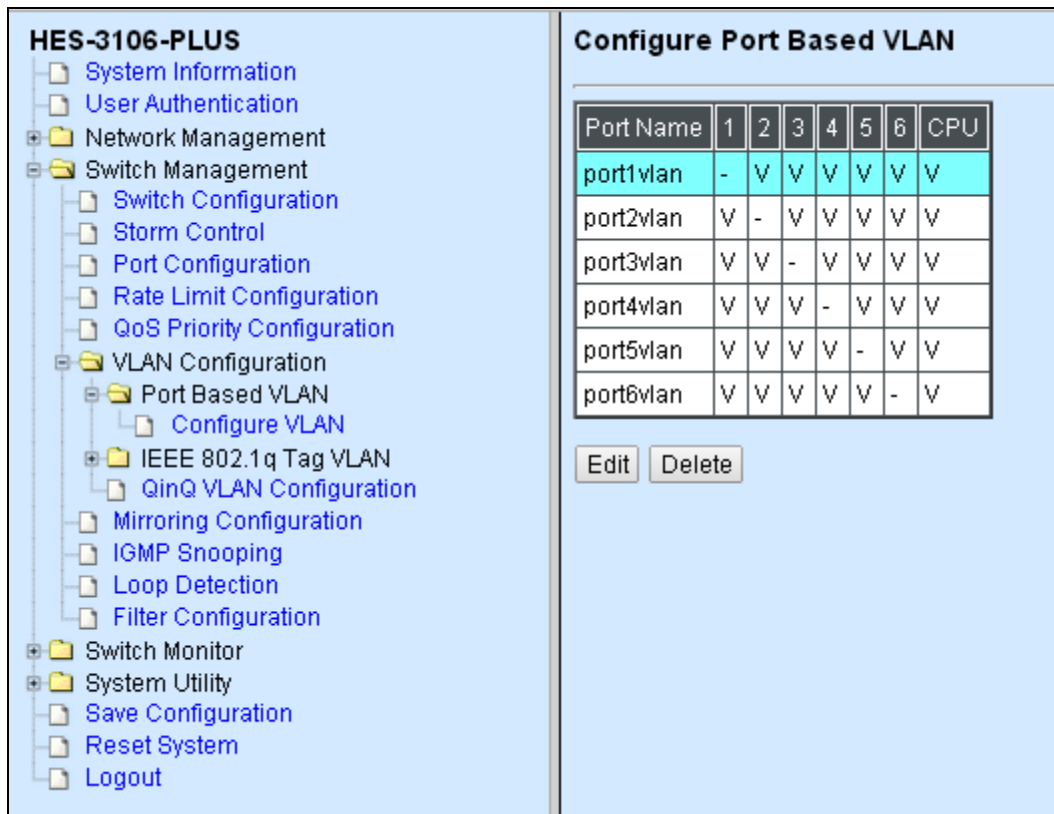 HES-3106-PLUS
System Information
User Authentication
Network Management
Switch Management
Switch Configuration
Storm Control
Port Configuration
Rate Limit Configuration
QoS Priority Configuration
VLAN Configuration
Port Based VLAN
Configure VLAN
IEEE 802.1q Tag VLAN
QinQ VLAN Configuration
Mirroring Configuration
IGMP Snooping
Loop Detection
Filter Configuration
Switch Monitor
System Utility
Save Configuration
Reset System
Logout
Configure Port Based VLAN
Port Name 1 2 3 4 5 6 CPU
port1vlan - V V V V V V
port2vlan V - V V V V V
port3vlan V V - V V V V
port4vlan V V V - V V V
port5vlan V V V V - V V
port6vlan V V V V V - V
Edit Delete